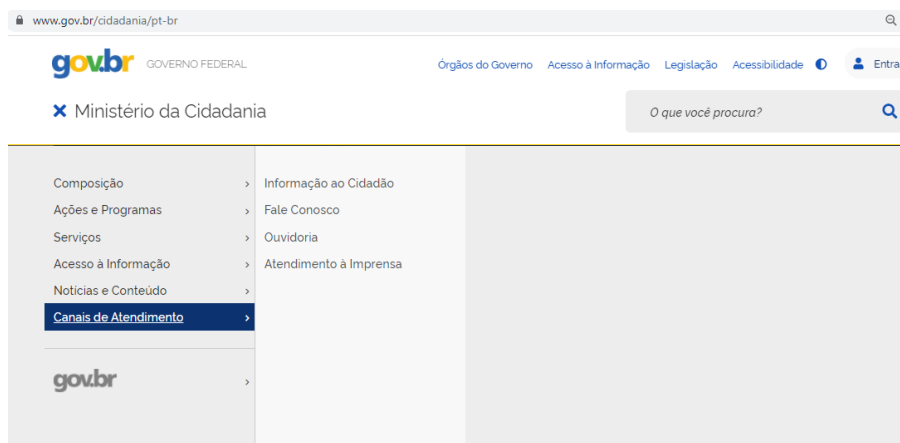 www.gov.br/cidadania/pt-br
gov.br GOVERNO FEDERAL
Órgãos do Governo Acesso à Informação Legislação Acessibilidade Entra
Ministério da Cidadania
O que você procura?
Composição
Ações e Programas
Serviços
Acesso à Informação
Notícias e Conteúdo
Canais de Atendimento
gov.br
Informação ao Cidadão
Fale Conosco
Ouvidoria
Atendimento à Imprensa